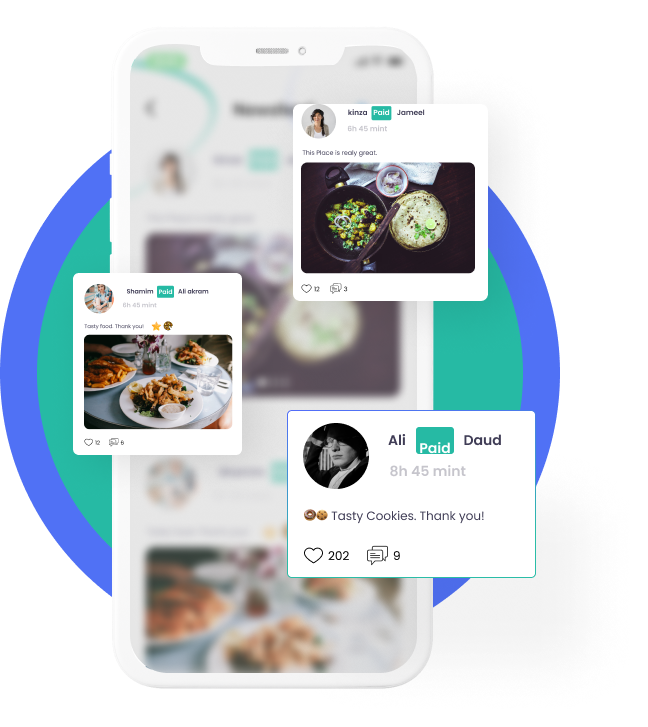 kinza Paid Jameel
6h 45 mint
This Place is realy great.
12 3
Shamim Paid Ali akram
6h 45 mint
Tasty food. Thank you!
12 6
Ali Paid Daud
8h 45 mint
Tasty Cookies. Thank you!
202 9